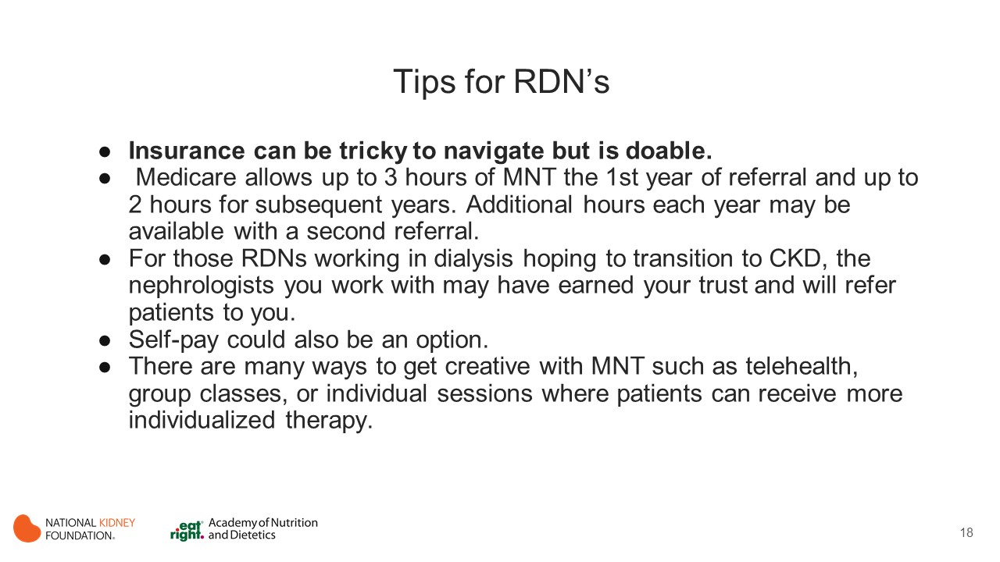 Tips for RDN’s
● Insurance can be tricky to navigate but is doable.
● Medicare allows up to 3 hours of MNT the 1st year of referral and up to
2 hours for subsequent years. Additional hours each year may be
available with a second referral.
● For those RDNs working in dialysis hoping to transition to CKD, the
nephrologists you work with may have earned your trust and will refer
patients to you.
● Self-pay could also be an option.
● There are many ways to get creative with MNT such as telehealth,
group classes, or individual sessions where patients can receive more
individualized therapy.
NATIONAL KIDNEY
FOUNDATION®
eat
right.
Academy of Nutrition
and Dietetics
18